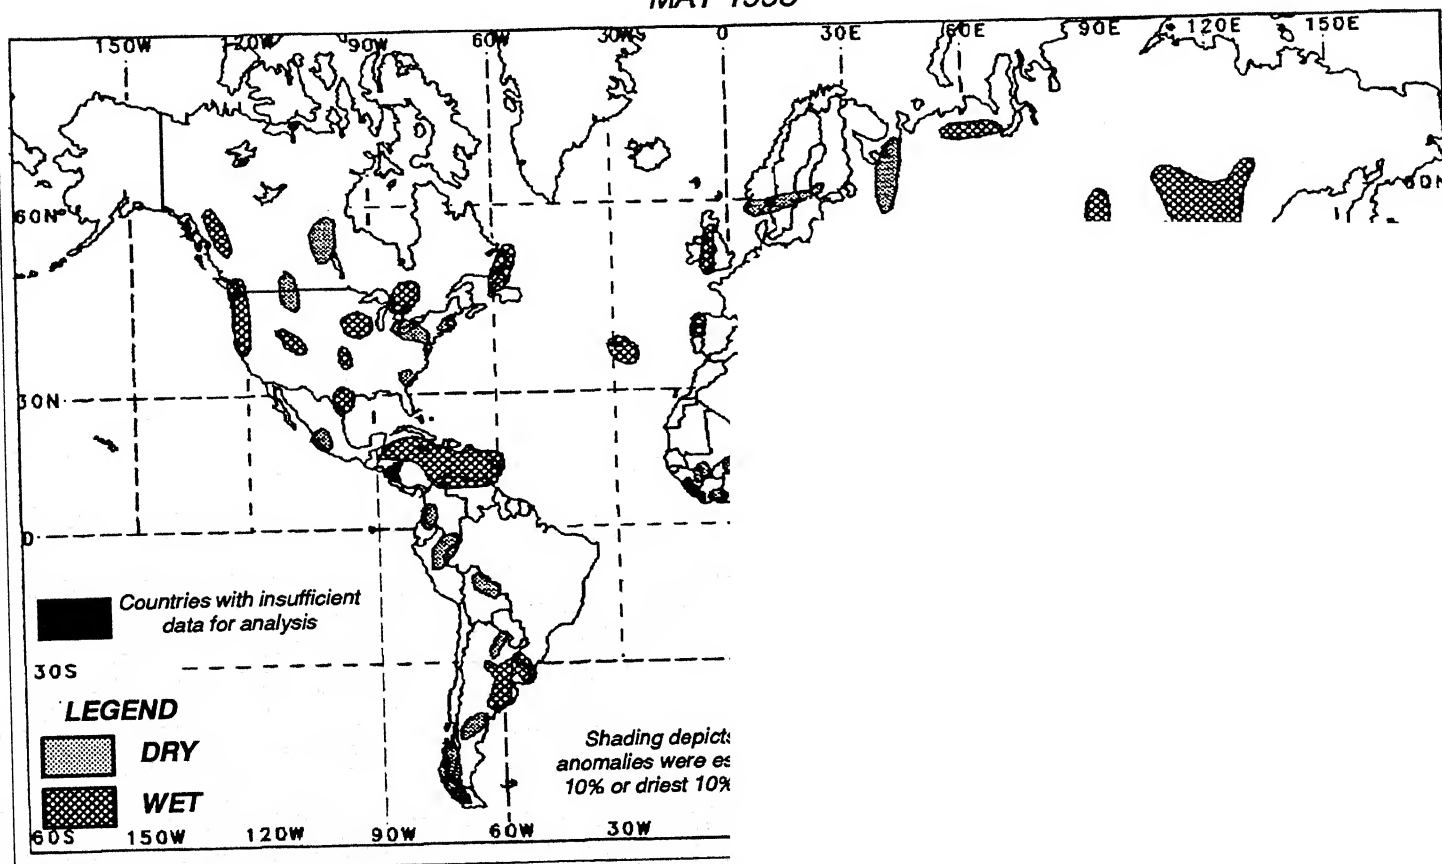 150W 120W 90W 60W 30W 0 30E 60E 90E 120E 150E
60N 60N
30N
0
Countries with insufficient
data for analysis
30S
LEGEND
DRY
WET
Shading depicts
anomalies were
10% or driest 10%
60S 150W 120W 90W 60W 30W